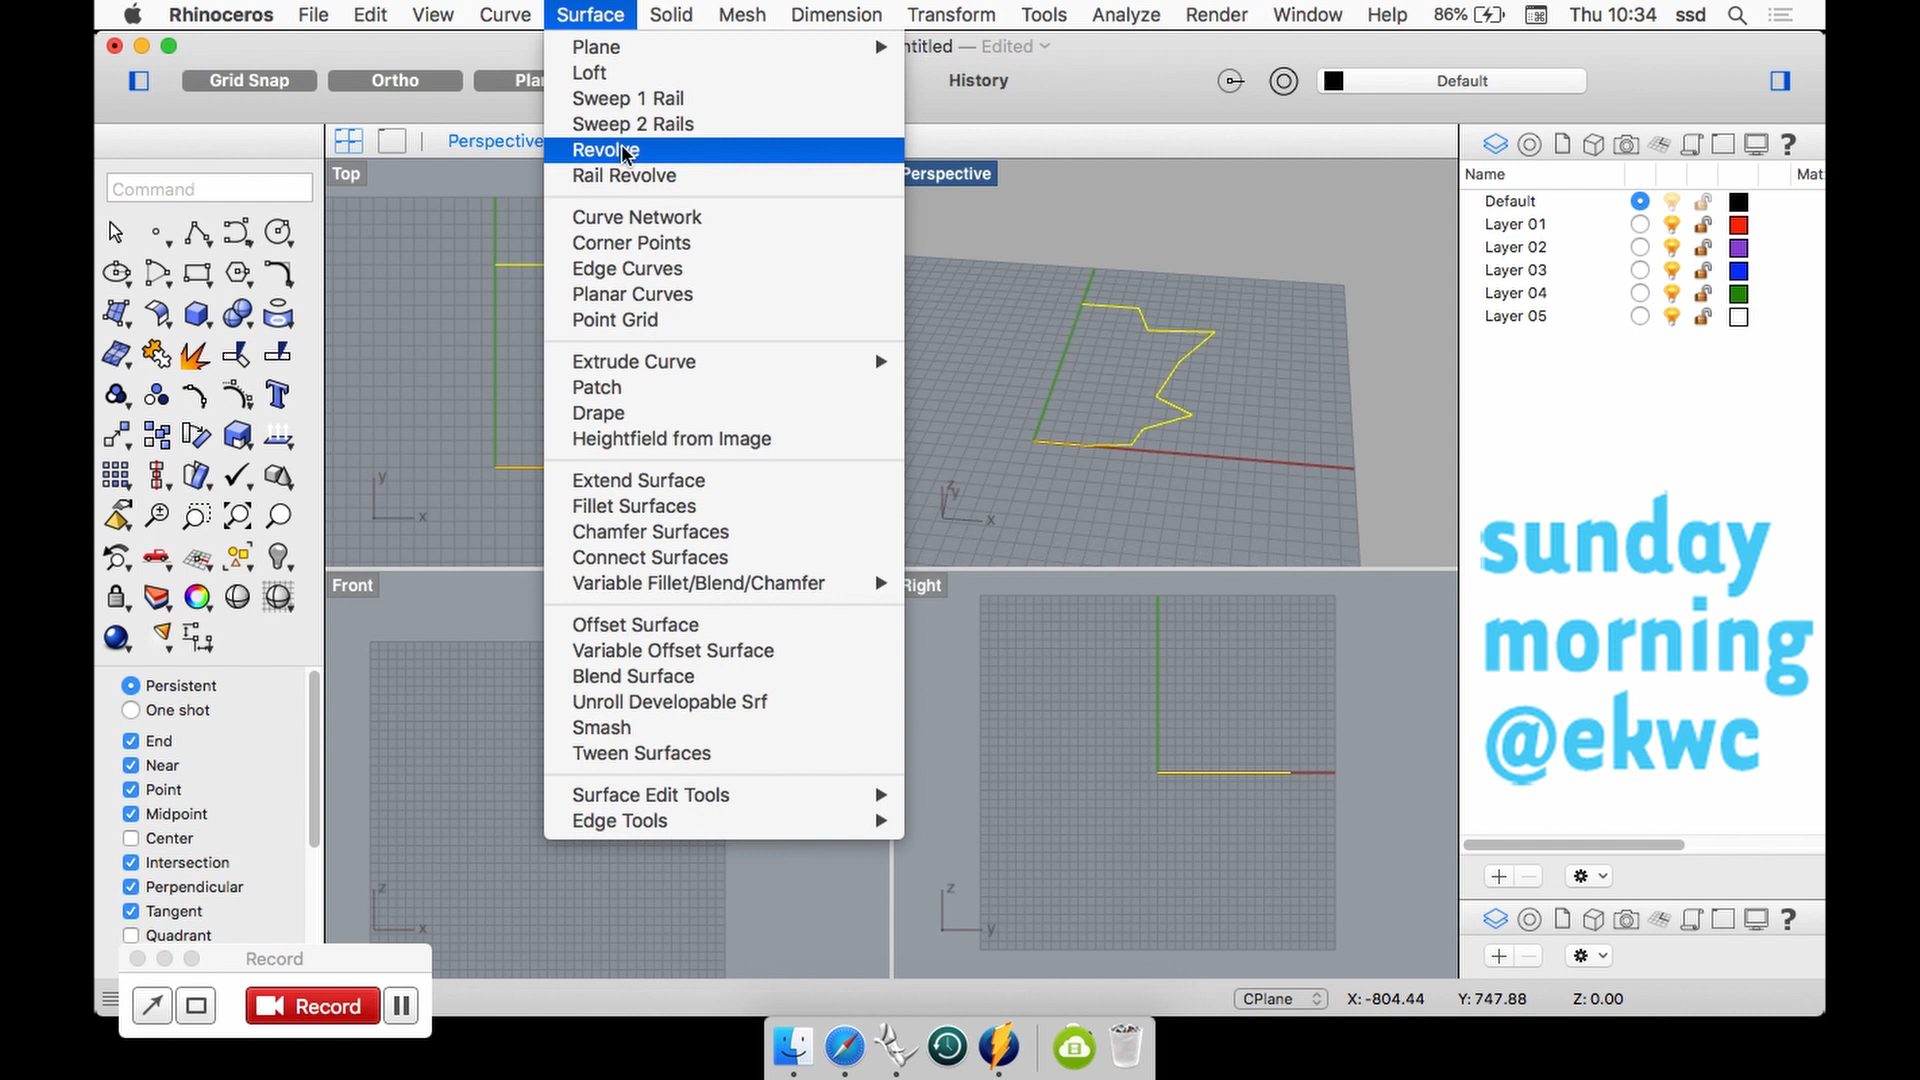 Rhinoceros File Edit View Curve Surface Solid Mesh Dimension Transform Tools Analyze Render Window Help 86% Thu 10:34 ssd
ntitled — Edited
Grid Snap Ortho Plan History Default
Perspective
Command
Top
Perspective
Front
Right
Plane
Loft
Sweep 1 Rail
Sweep 2 Rails
Revolve
Rail Revolve
Curve Network
Corner Points
Edge Curves
Planar Curves
Point Grid
Extrude Curve
Patch
Drape
Heightfield from Image
Extend Surface
Fillet Surfaces
Chamfer Surfaces
Connect Surfaces
Variable Fillet/Blend/Chamfer
Offset Surface
Variable Offset Surface
Blend Surface
Unroll Developable Srf
Smash
Tween Surfaces
Surface Edit Tools
Edge Tools
y
x
z
y
x
z
x
z
y
Persistent
One shot
End
Near
Point
Midpoint
Center
Intersection
Perpendicular
Tangent
Quadrant
Record
Record
Name Mat
Default
Layer 01
Layer 02
Layer 03
Layer 04
Layer 05
sunday
morning
@ekwc
CPlane X: -804.44 Y: 747.88 Z: 0.00